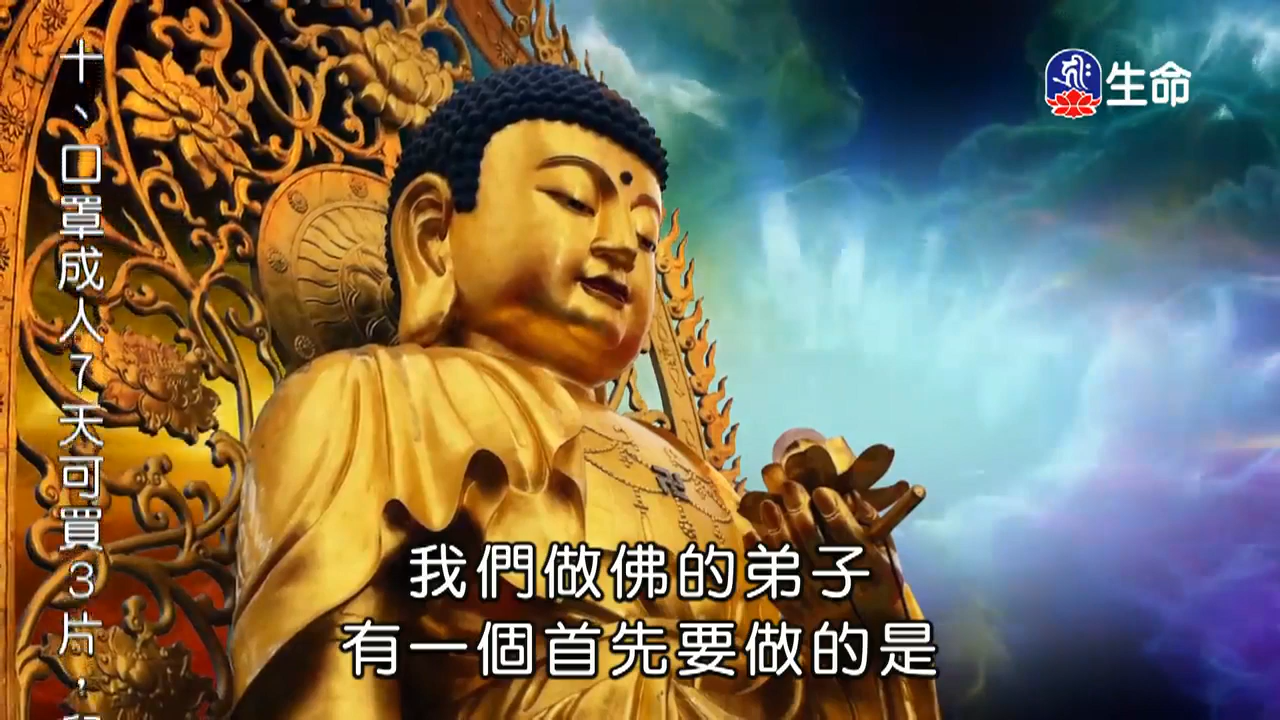 十、口罩成人7天可買3片，
生命
我們做佛的弟子
有一個首先要做的是